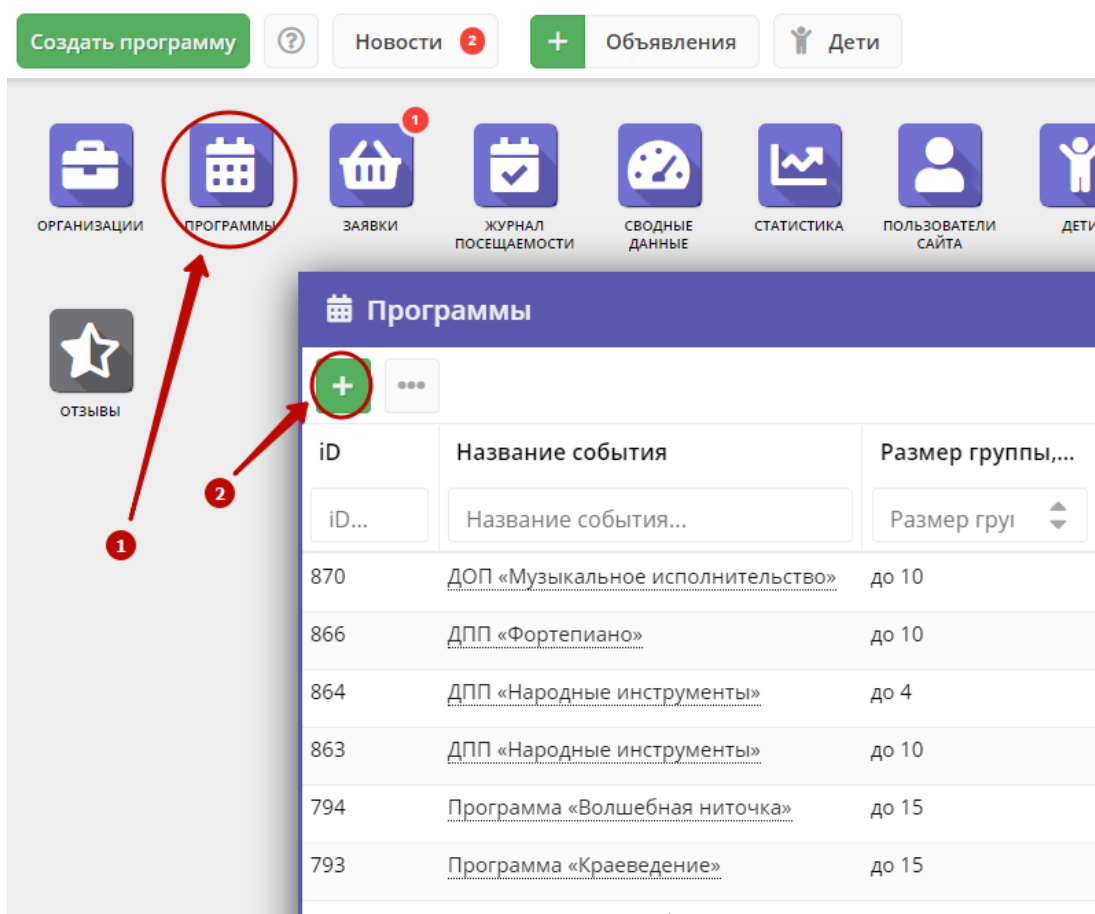 Создать программу
Новости 2
+ Объявления
Дети
1
ОРГАНИЗАЦИИ
ПРОГРАММЫ
ЗАЯВКИ
ЖУРНАЛ
ПОСЕЩАЕМОСТИ
СВОДНЫЕ
ДАННЫЕ
СТАТИСТИКА
ПОЛЬЗОВАТЕЛИ
САЙТА
ДЕТИ
ОТЗЫВЫ
Программы
+ •••
iD Название события Размер группы,...
iD... Название события... Размер груп
2
1
870 ДОП «Музыкальное исполнительство» до 10
866 ДПП «Фортепиано» до 10
864 ДПП «Народные инструменты» до 4
863 ДПП «Народные инструменты» до 10
794 Программа «Волшебная ниточка» до 15
793 Программа «Краеведение» до 15